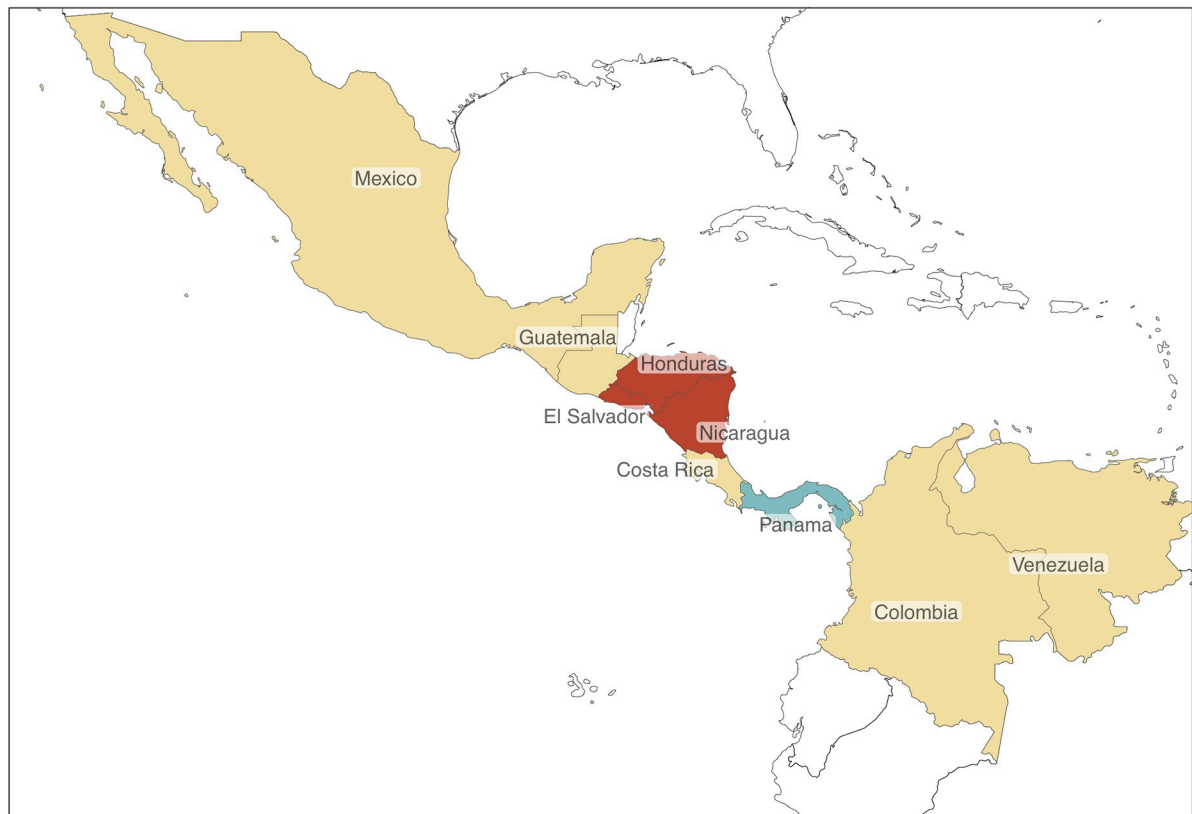 Mexico
Guatemala
Honduras
El Salvador
Nicaragua
Costa Rica
Panama
Venezuela
Colombia